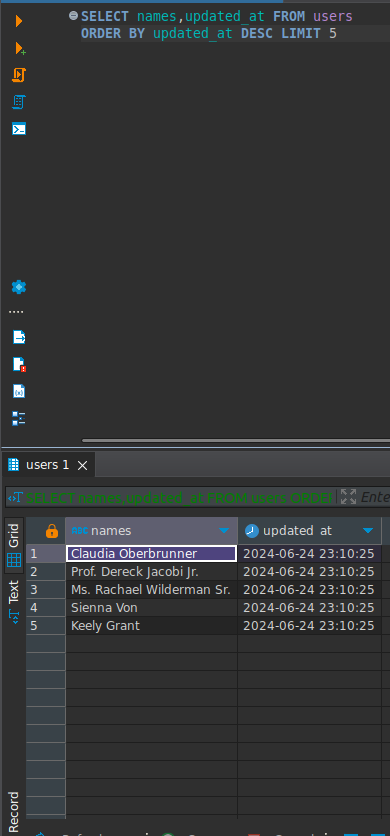 SELECT names,updated_at FROM users
ORDER BY updated_at DESC LIMIT 5
users 1
SELECT names,updated_at FROM users ORDE
Ente
Grid
Text
Record
names updated_at
1 Claudia Oberbrunner 2024-06-24 23:10:25
2 Prof. Dereck Jacobi Jr. 2024-06-24 23:10:25
3 Ms. Rachael Wilderman Sr. 2024-06-24 23:10:25
4 Sienna Von 2024-06-24 23:10:25
5 Keely Grant 2024-06-24 23:10:25